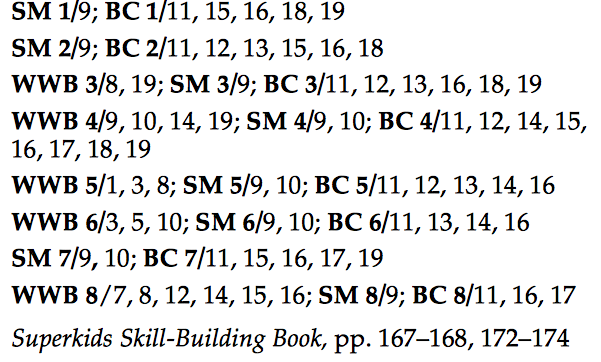 SM 1/9; BC 1/11, 15, 16, 18, 19
SM 2/9; BC 2/11, 12, 13, 15, 16, 18
WWB 3/8, 19; SM 3/9; BC 3/11, 12, 13, 16, 18, 19
WWB 4/9, 10, 14, 19; SM 4/9, 10; BC 4/11, 12, 14, 15,
16, 17, 18, 19
WWB 5/1, 3, 8; SM 5/9, 10; BC 5/11, 12, 13, 14, 16
WWB 6/3, 5, 10; SM 6/9, 10; BC 6/11, 13, 14, 16
SM 7/9, 10; BC 7/11, 15, 16, 17, 19
WWB 8/7, 8, 12, 14, 15, 16; SM 8/9; BC 8/11, 16, 17
Superkids Skill-Building Book, pp. 167–168, 172–174